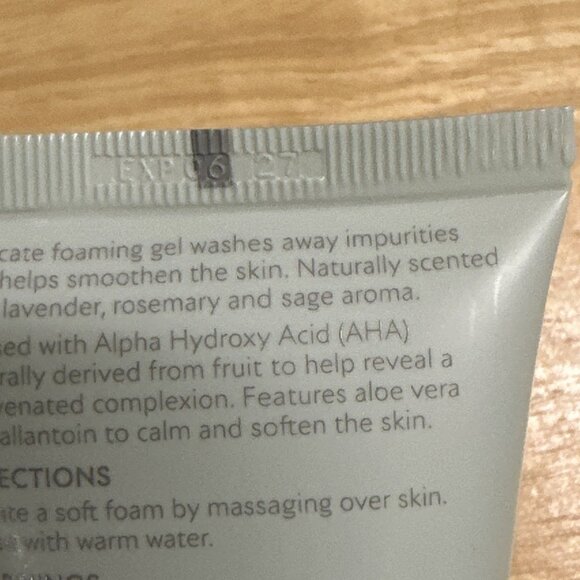 EXP 06 27
cate foaming gel washes away impurities
helps smoothen the skin. Naturally scented
lavender, rosemary and sage aroma.
sed with Alpha Hydroxy Acid (AHA)
rally derived from fruit to help reveal a
venated complexion. Features aloe vera
allantoin to calm and soften the skin.
ECTIONS
te a soft foam by massaging over skin.
with warm water.